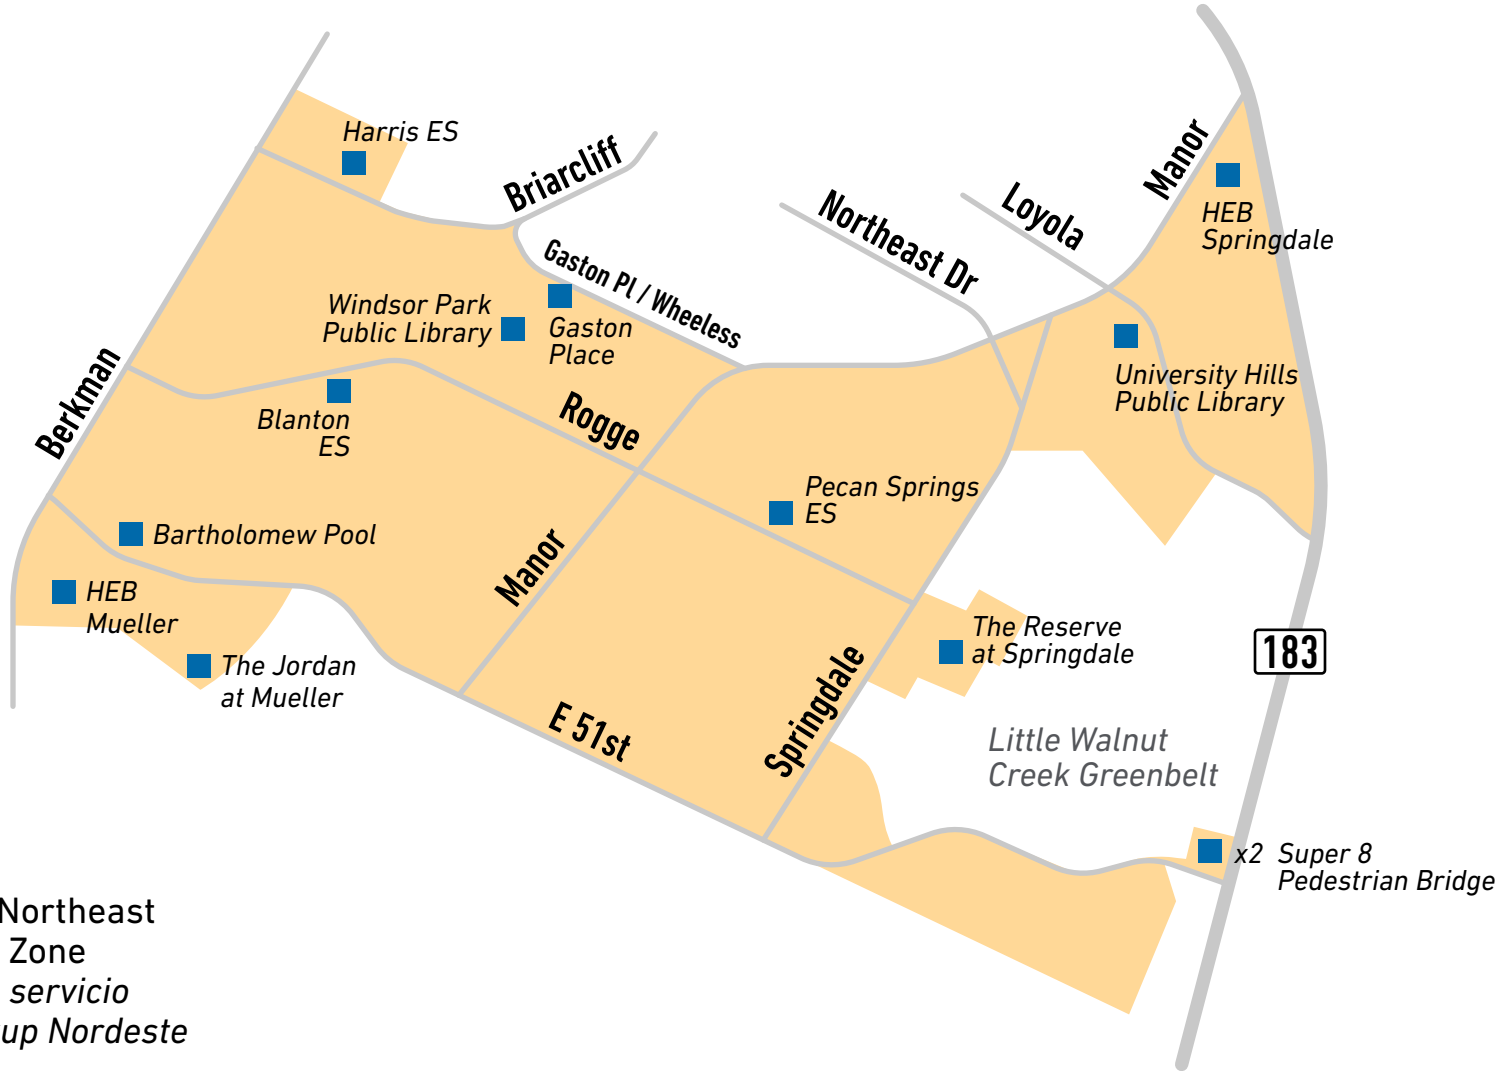 Harris ES
Briarcliff
Manor
HEB
Springdale
Loyola
Northeast Dr
Gaston Pl / Wheeless
Windsor Park
Public Library
Gaston
Place
Berkman
Blanton
ES
Rogge
University Hills
Public Library
Pecan Springs
ES
Bartholomew Pool
Manor
HEB
Mueller
The Jordan
at Mueller
The Reserve
at Springdale
183
Springdale
E 51st
Little Walnut
Creek Greenbelt
x2 Super 8
Pedestrian Bridge
Northeast
Zone
servicio
up Nordeste